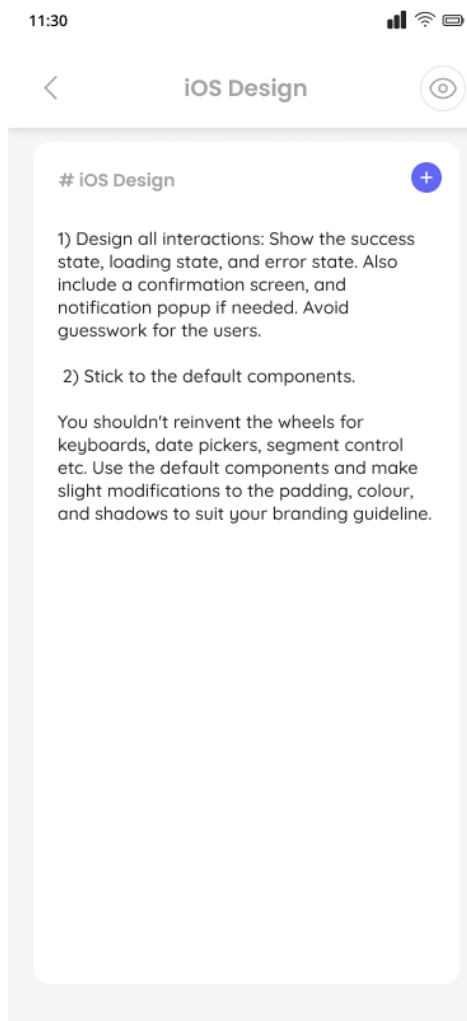 11:30
iOS Design
# iOS Design
+
1) Design all interactions: Show the success
state, loading state, and error state. Also
include a confirmation screen, and
notification popup if needed. Avoid
guesswork for the users.
2) Stick to the default components.
You shouldn't reinvent the wheels for
keyboards, date pickers, segment control
etc. Use the default components and make
slight modifications to the padding, colour,
and shadows to suit your branding guideline.